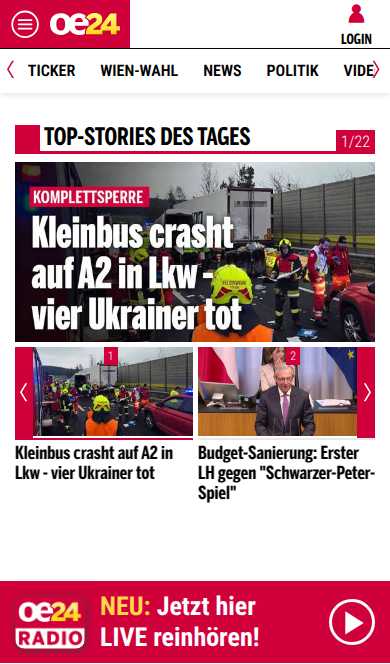 oe24
LOGIN
TICKER
WIEN-WAHL
NEWS
POLITIK
VIDE
TOP-STORIES DES TAGES
1/22
KOMPLETTSPERRE
Kleinbus crasht
auf A2 in Lkw -
vier Ukrainer tot
1
2
Kleinbus crasht auf A2 in
Lkw - vier Ukrainer tot
Budget-Sanierung: Erster
LH gegen "Schwarzer-Peter-
Spiel"
oe24
RADIO
NEU: Jetzt hier
LIVE reinhören!